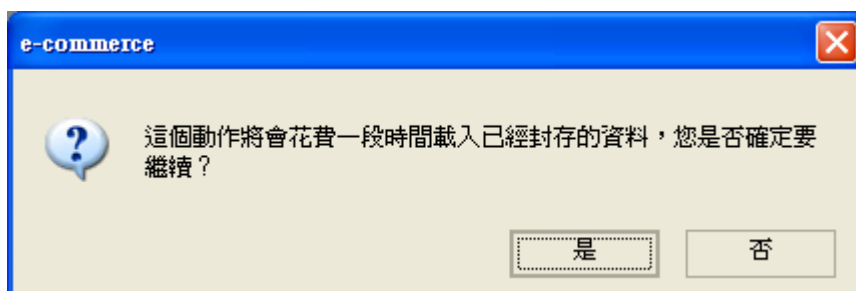 e-commerce
這個動作將會花費一段時間載入已經封存的資料，您是否確定要
繼續？
是
否